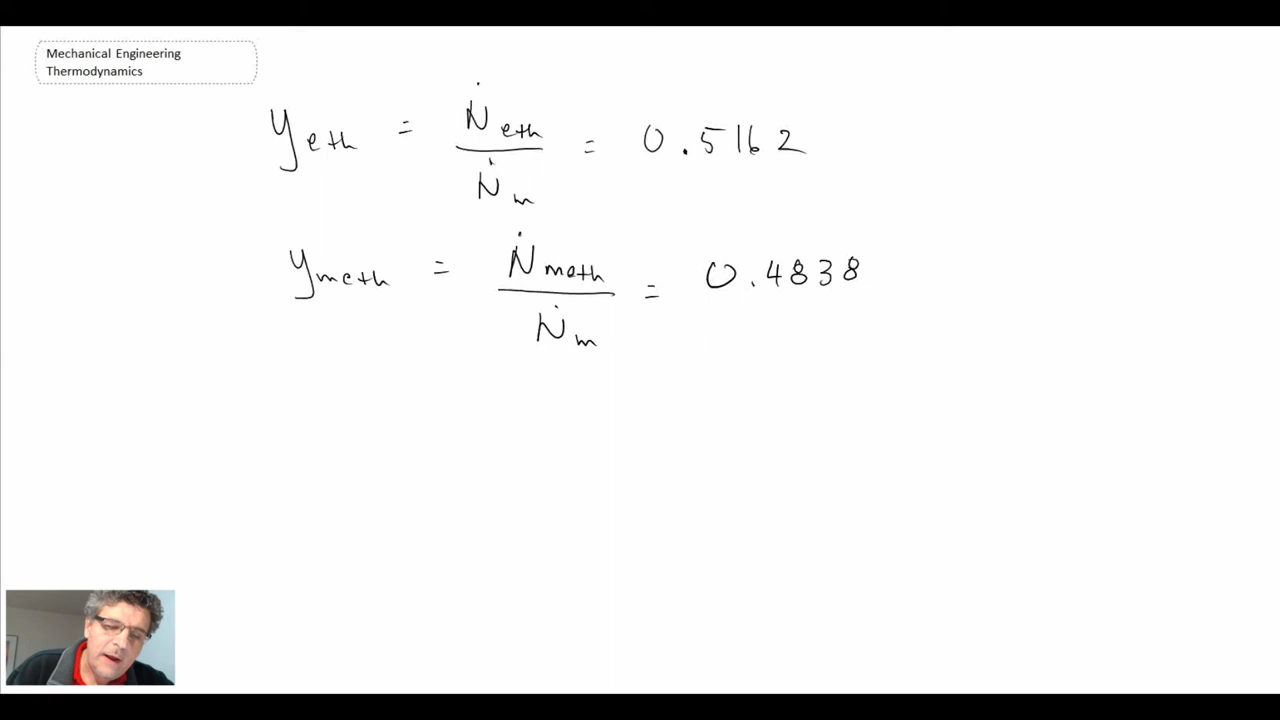 Mechanical Engineering
Thermodynamics
y_eth = Ṅ_eth / Ṅ_m = 0.5162
y_meth = Ṅ_meth / Ṅ_m = 0.4838